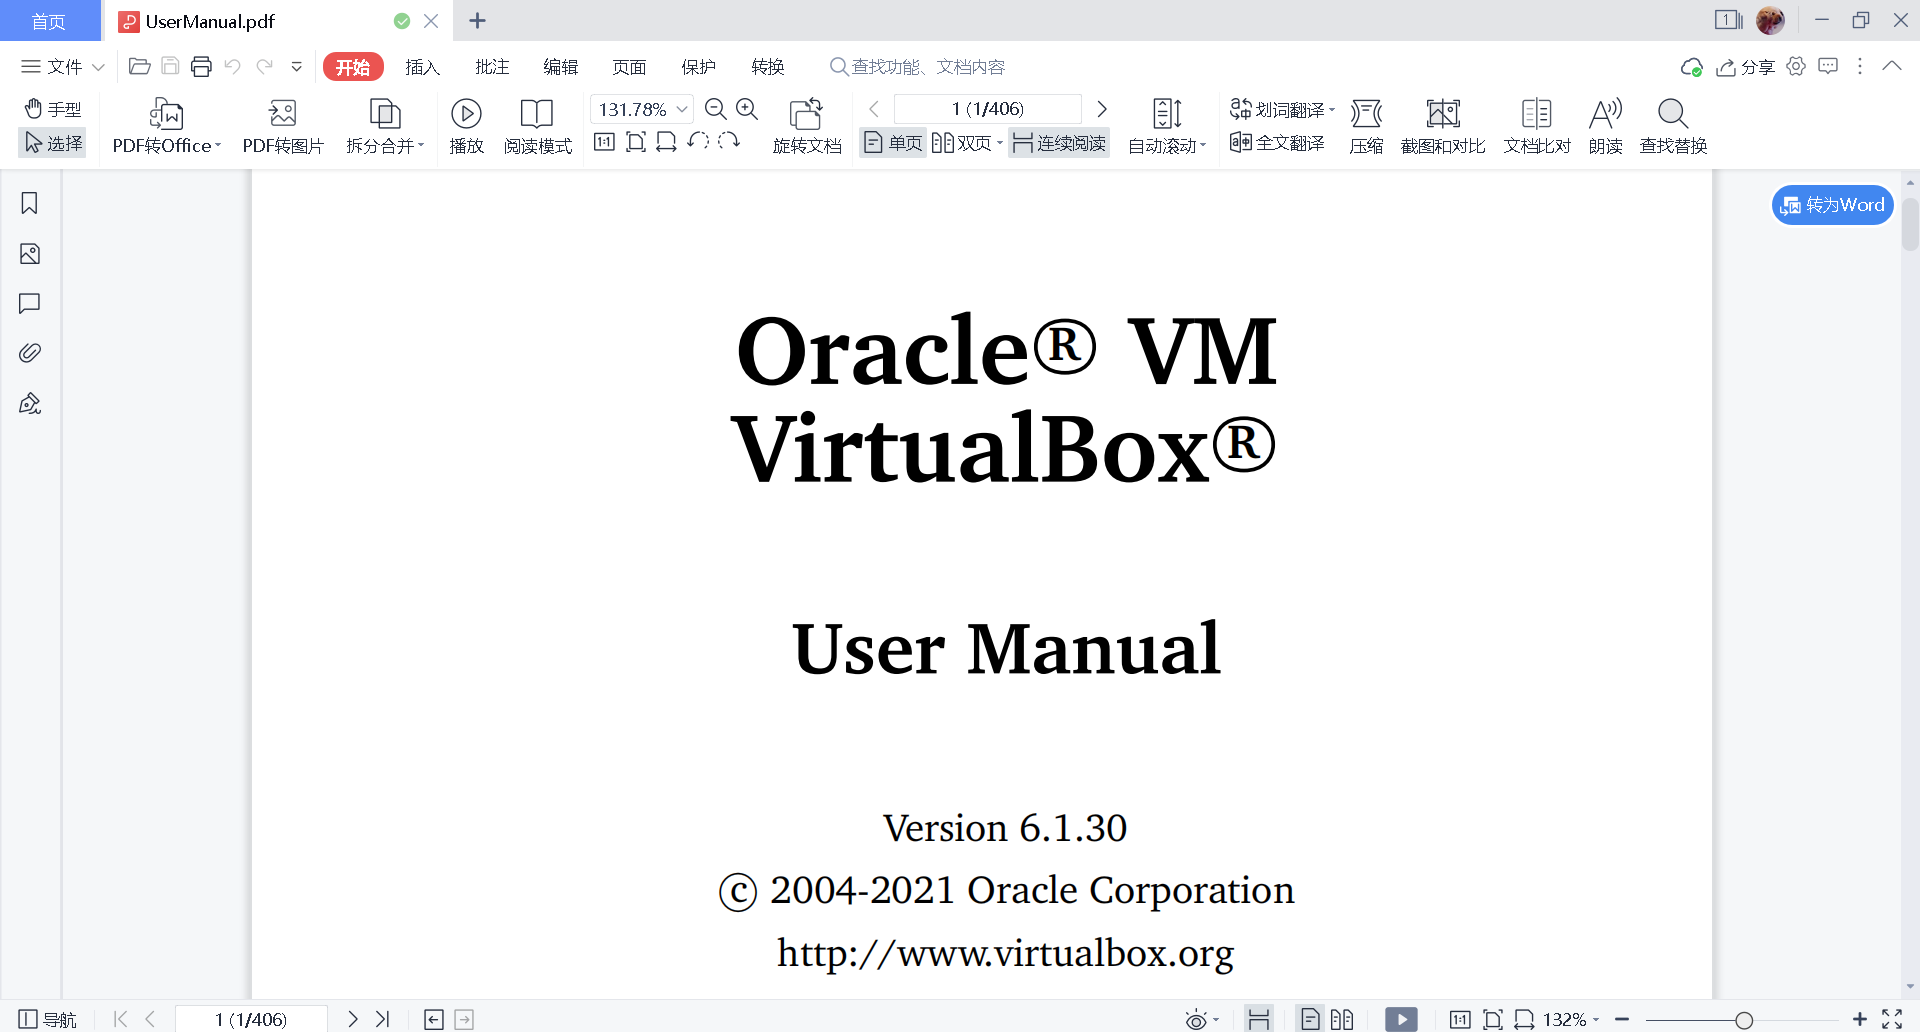 首页
UserManual.pdf
1
文件
开始 插入 批注 编辑 页面 保护 转换
查找功能、文档内容
分享
手型
选择
PDF转Office
PDF转图片
拆分合并
播放
阅读模式
131.78%
1:1
旋转文档
1 (1/406)
单页 双页 连续阅读
自动滚动
划词翻译
全文翻译
压缩
截图和对比
文档比对
朗读
查找替换
转为Word
Oracle® VM
VirtualBox®
User Manual
Version 6.1.30
© 2004-2021 Oracle Corporation
http://www.virtualbox.org
导航
1 (1/406)
1:1
132%